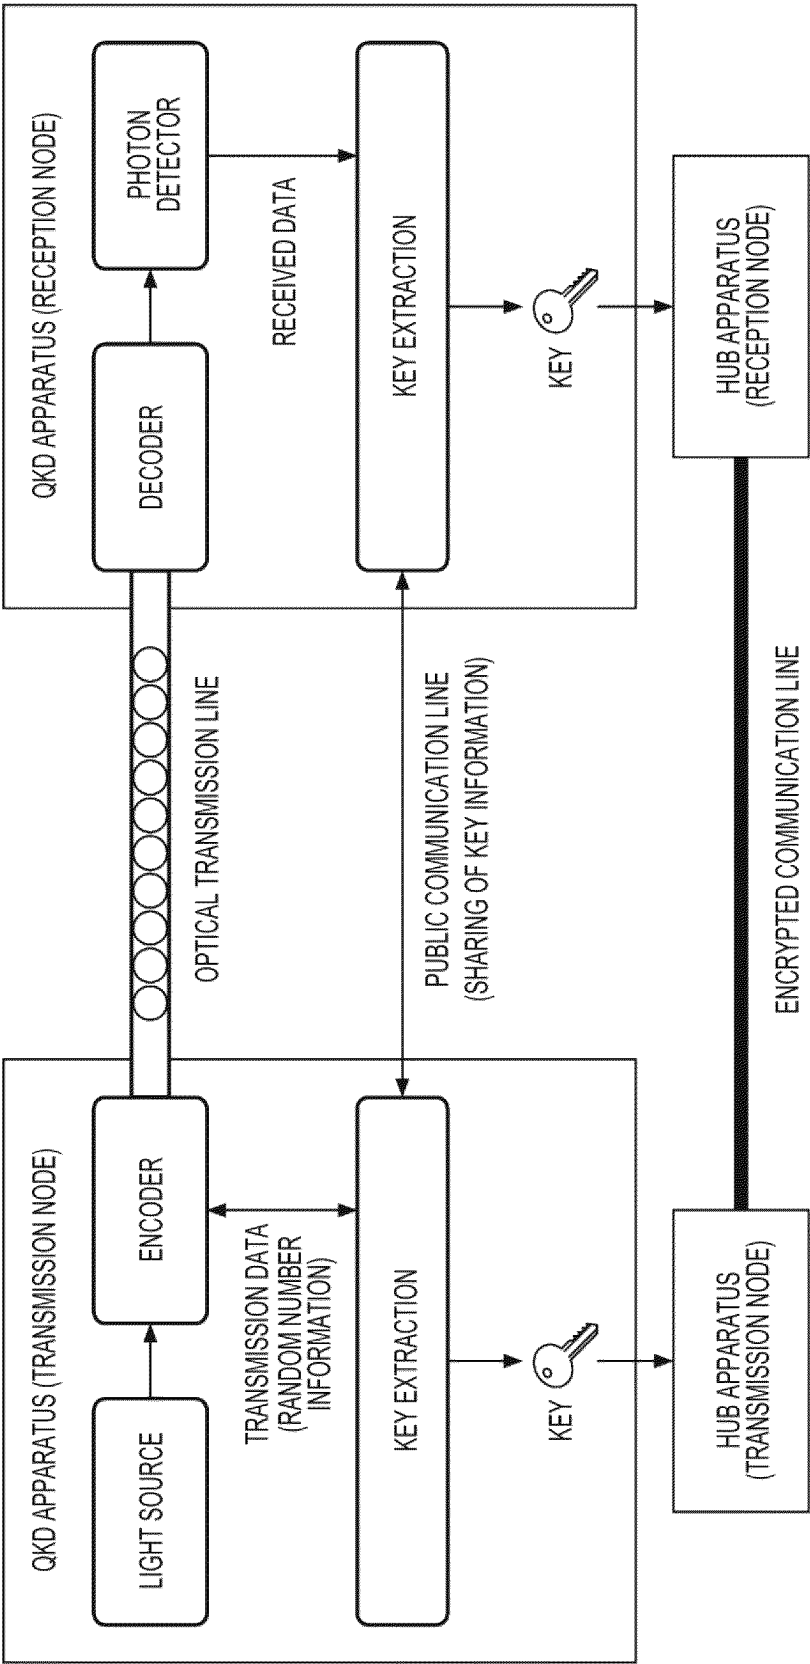 QKD APPARATUS (TRANSMISSION NODE)
LIGHT SOURCE
ENCODER
TRANSMISSION DATA
(RANDOM NUMBER
INFORMATION)
KEY EXTRACTION
KEY
HUB APPARATUS
(TRANSMISSION NODE)
OPTICAL TRANSMISSION LINE
PUBLIC COMMUNICATION LINE
(SHARING OF KEY INFORMATION)
ENCRYPTED COMMUNICATION LINE
QKD APPARATUS (RECEPTION NODE)
DECODER
PHOTON
DETECTOR
RECEIVED DATA
KEY EXTRACTION
KEY
HUB APPARATUS
(RECEPTION NODE)